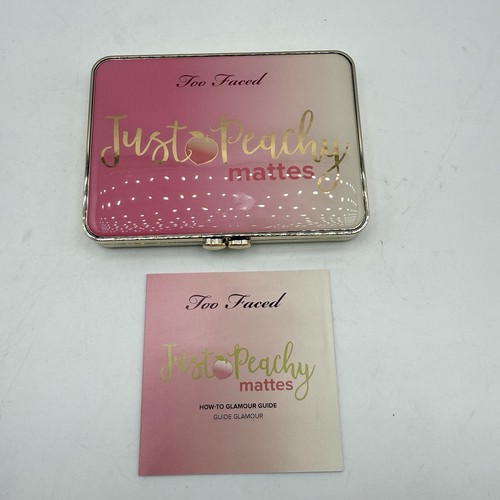 Too Faced
Just Peachy
mattes
Too Faced
Just Peachy
mattes
HOW-TO GLAMOUR GUIDE
GUIDE GLAMOUR